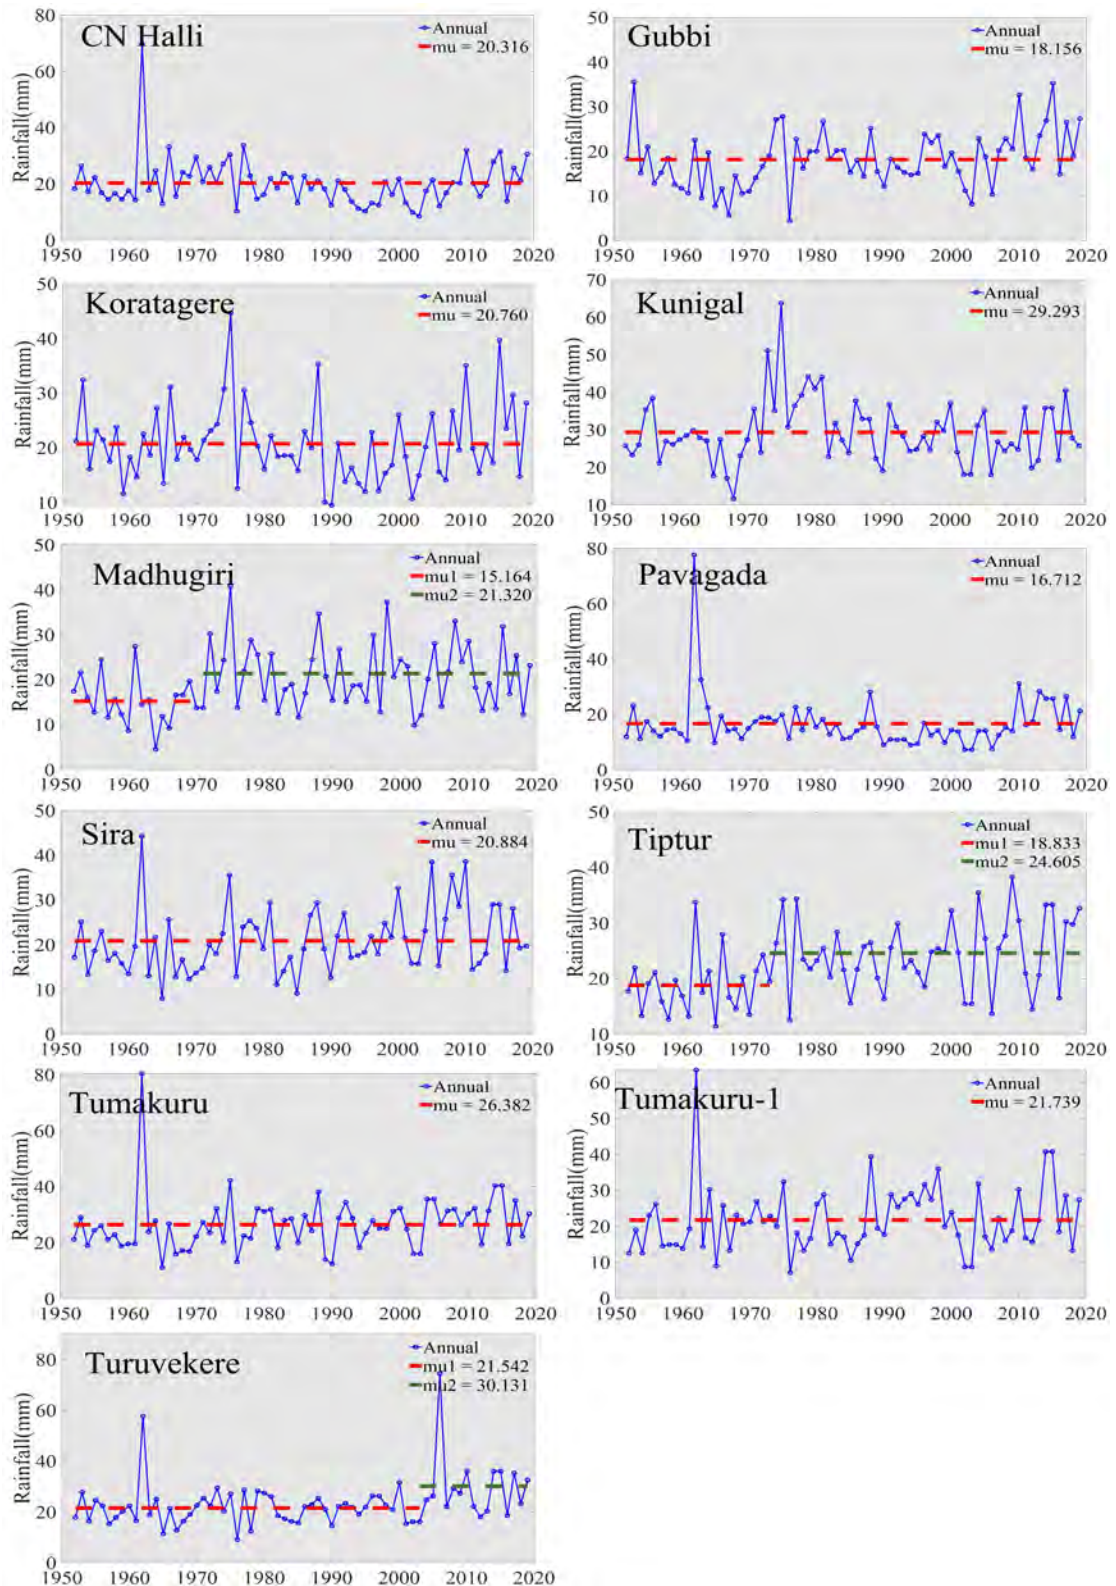 CN Halli
Annual
mu = 20.316
Rainfall(mm)
80
60
40
20
0
1950 1960 1970 1980 1990 2000 2010 2020
Gubbi
Annual
mu = 18.156
Rainfall(mm)
50
40
30
20
10
0
1950 1960 1970 1980 1990 2000 2010 2020
Koratagere
Annual
mu = 20.760
Rainfall(mm)
50
40
30
20
10
1950 1960 1970 1980 1990 2000 2010 2020
Kunigal
Annual
mu = 29.293
Rainfall(mm)
70
60
50
40
30
20
10
1950 1960 1970 1980 1990 2000 2010 2020
Madhugiri
Annual
mu1 = 15.164
mu2 = 21.320
Rainfall(mm)
50
40
30
20
10
0
1950 1960 1970 1980 1990 2000 2010 2020
Pavagada
Annual
mu = 16.712
Rainfall(mm)
80
60
40
20
0
1950 1960 1970 1980 1990 2000 2010 2020
Sira
Annual
mu = 20.884
Rainfall(mm)
50
40
30
20
10
0
1950 1960 1970 1980 1990 2000 2010 2020
Tiptur
Annual
mu1 = 18.833
mu2 = 24.605
Rainfall(mm)
50
40
30
20
10
1950 1960 1970 1980 1990 2000 2010 2020
Tumakuru
Annual
mu = 26.382
Rainfall(mm)
80
60
40
20
0
1950 1960 1970 1980 1990 2000 2010 2020
Tumakuru-1
Annual
mu = 21.739
Rainfall(mm)
60
50
40
30
20
10
0
1950 1960 1970 1980 1990 2000 2010 2020
Turuvekere
Annual
mu1 = 21.542
mu2 = 30.131
Rainfall(mm)
80
60
40
20
0
1950 1960 1970 1980 1990 2000 2010 2020